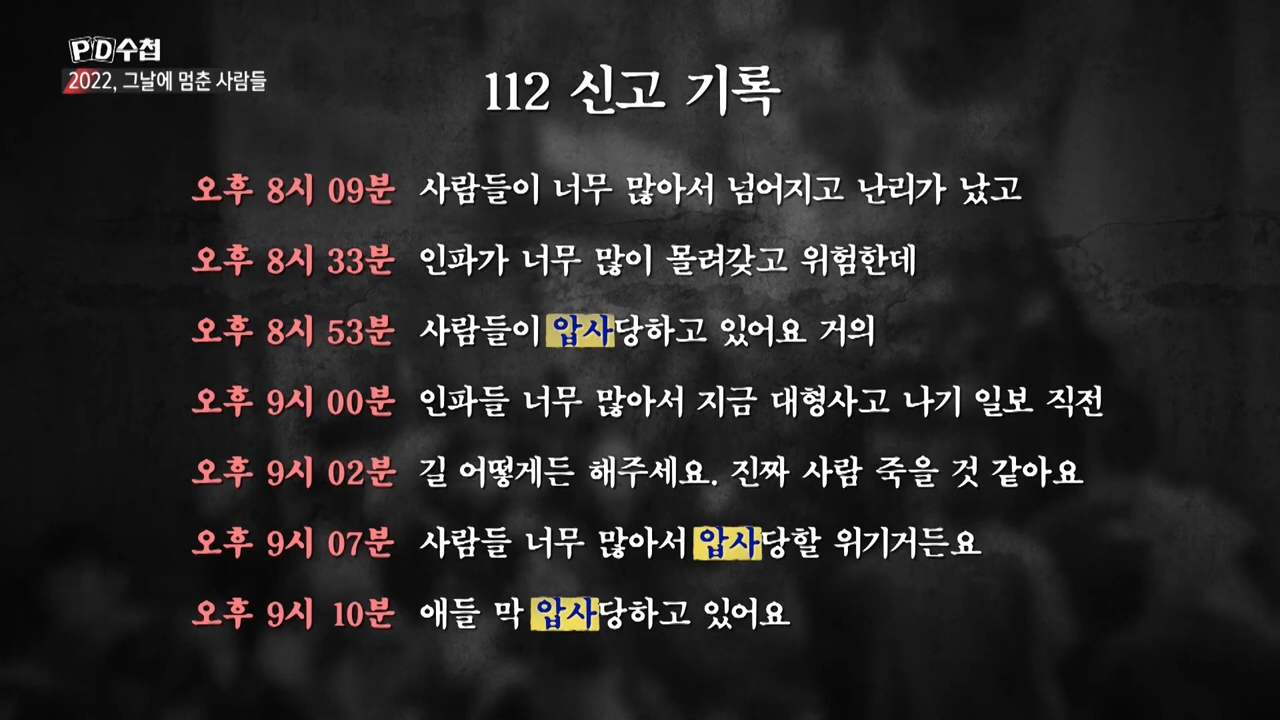 PD수첩
2022, 그날에 멈춘 사람들
112 신고 기록
오후 8시 09분 사람들이 너무 많아서 넘어지고 난리가 났고
오후 8시 33분 인파가 너무 많이 몰려갖고 위험한데
오후 8시 53분 사람들이 압사당하고 있어요 거의
오후 9시 00분 인파들 너무 많아서 지금 대형사고 나기 일보 직전
오후 9시 02분 길 어떻게든 해주세요. 진짜 사람 죽을 것 같아요
오후 9시 07분 사람들 너무 많아서 압사당할 위기거든요
오후 9시 10분 애들 막 압사당하고 있어요